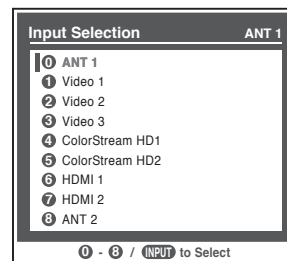 Input Selection ANT 1
0 ANT 1
1 Video 1
2 Video 2
3 Video 3
4 ColorStream HD1
5 ColorStream HD2
6 HDMI 1
7 HDMI 2
8 ANT 2
0 - 8 / INPUT to Select